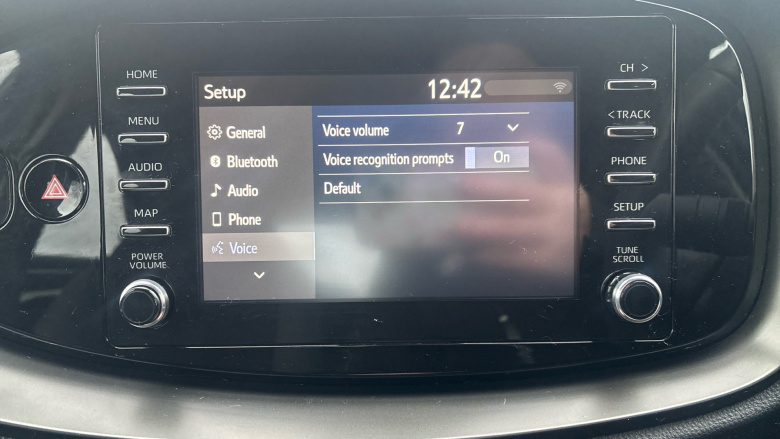 HOME
MENU
AUDIO
MAP
POWER
VOLUME
Setup
12:42
General
Bluetooth
Audio
Phone
Voice
Voice volume 7
Voice recognition prompts On
Default
CH >
< TRACK
PHONE
SETUP
TUNE
SCROLL